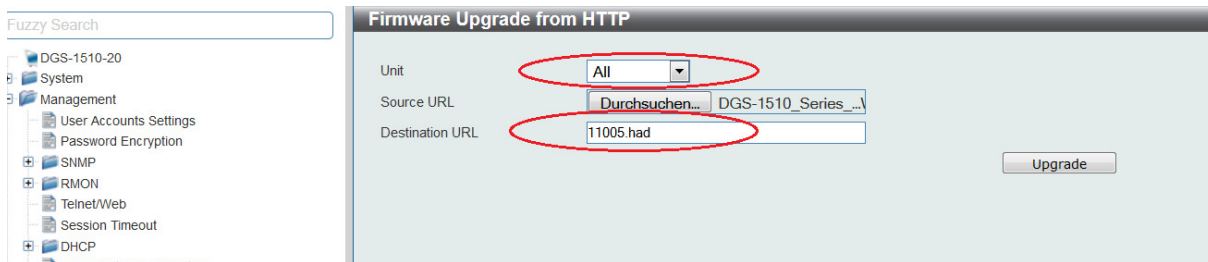 Fuzzy Search
DGS-1510-20
System
Management
User Accounts Settings
Password Encryption
SNMP
RMON
Telnet/Web
Session Timeout
DHCP
Firmware Upgrade from HTTP
Unit All
Source URL Durchsuchen... DGS-1510_Series_...\
Destination URL 11005.had
Upgrade